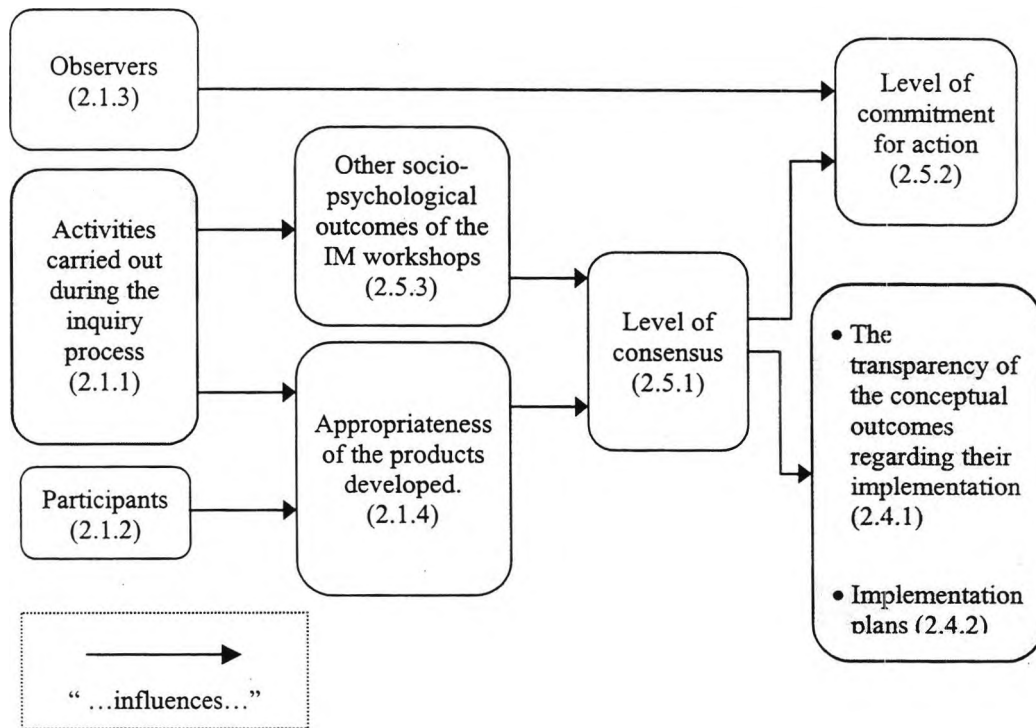 Observers
(2.1.3)
Activities
carried out
during the
inquiry
process
(2.1.1)
Participants
(2.1.2)
Other socio-
psychological
outcomes of the
IM workshops
(2.5.3)
Appropriateness
of the products
developed.
(2.1.4)
Level of
consensus
(2.5.1)
Level of
commitment
for action
(2.5.2)
• The
transparency of
the conceptual
outcomes
regarding their
implementation
(2.4.1)
• Implementation
plans (2.4.2)
“ …influences…”